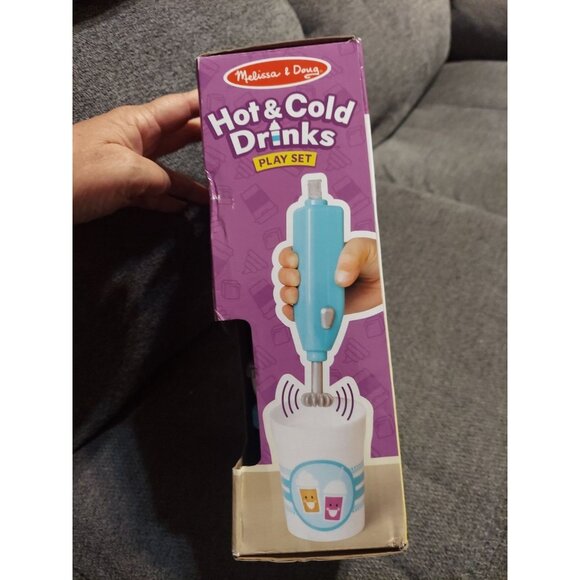 Melissa & Doug
Hot & Cold
Drinks
PLAY SET